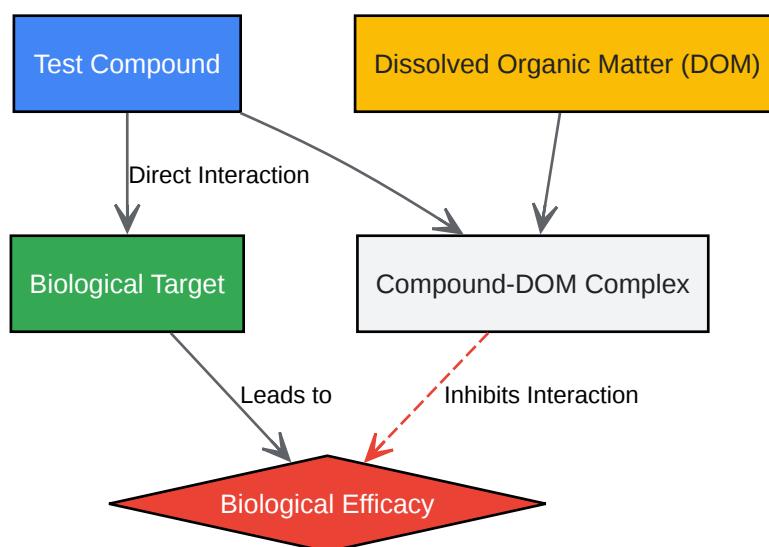 Test Compound
Dissolved Organic Matter (DOM)
Direct Interaction
Biological Target
Compound-DOM Complex
Leads to
Inhibits Interaction
Biological Efficacy